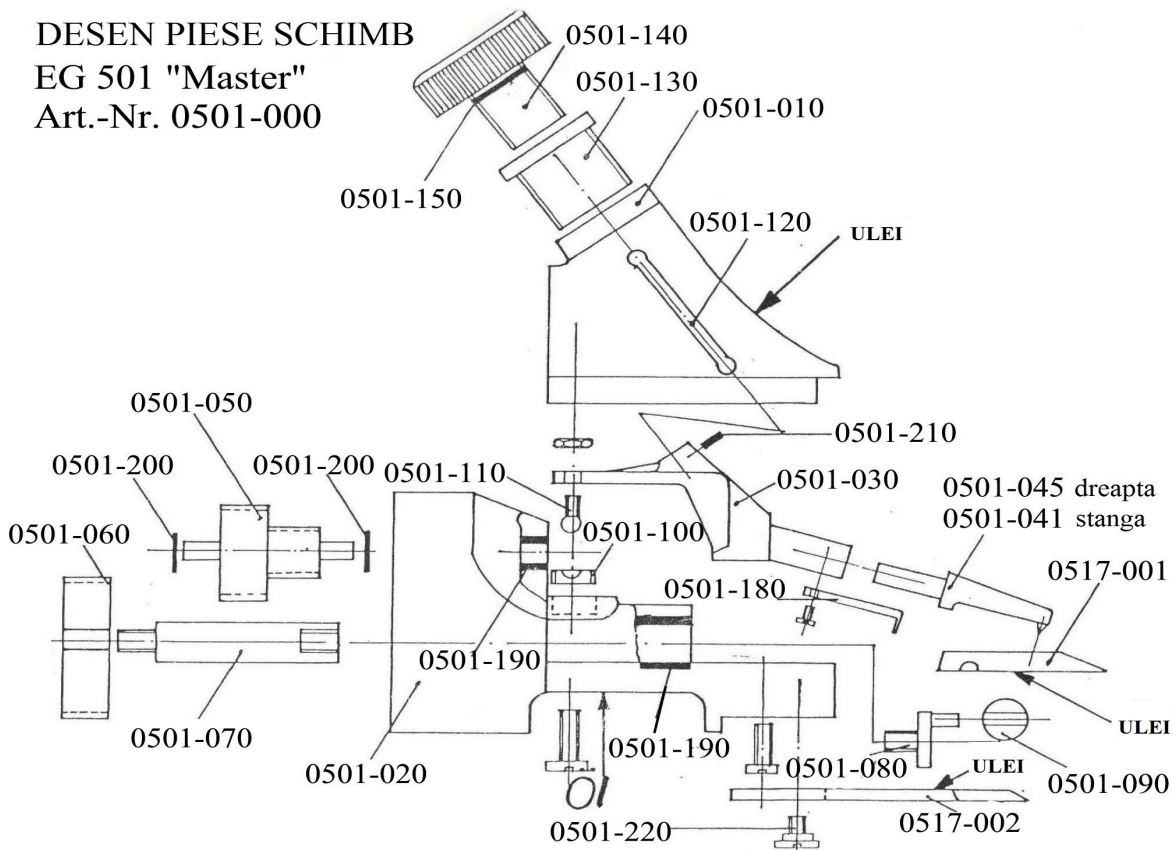 DESEN PIESE SCHIMB
EG 501 "Master"
Art.-Nr. 0501-000
0501-140
0501-130
0501-010
0501-150
0501-120
ULEI
0501-050
0501-210
0501-200
0501-200
0501-110
0501-030
0501-045 dreapta
0501-041 stanga
0501-060
0501-100
0517-001
0501-180
0501-190
ULEI
0501-070
0501-190
0501-020
0501-080
ULEI
0501-090
0501-220
0517-002